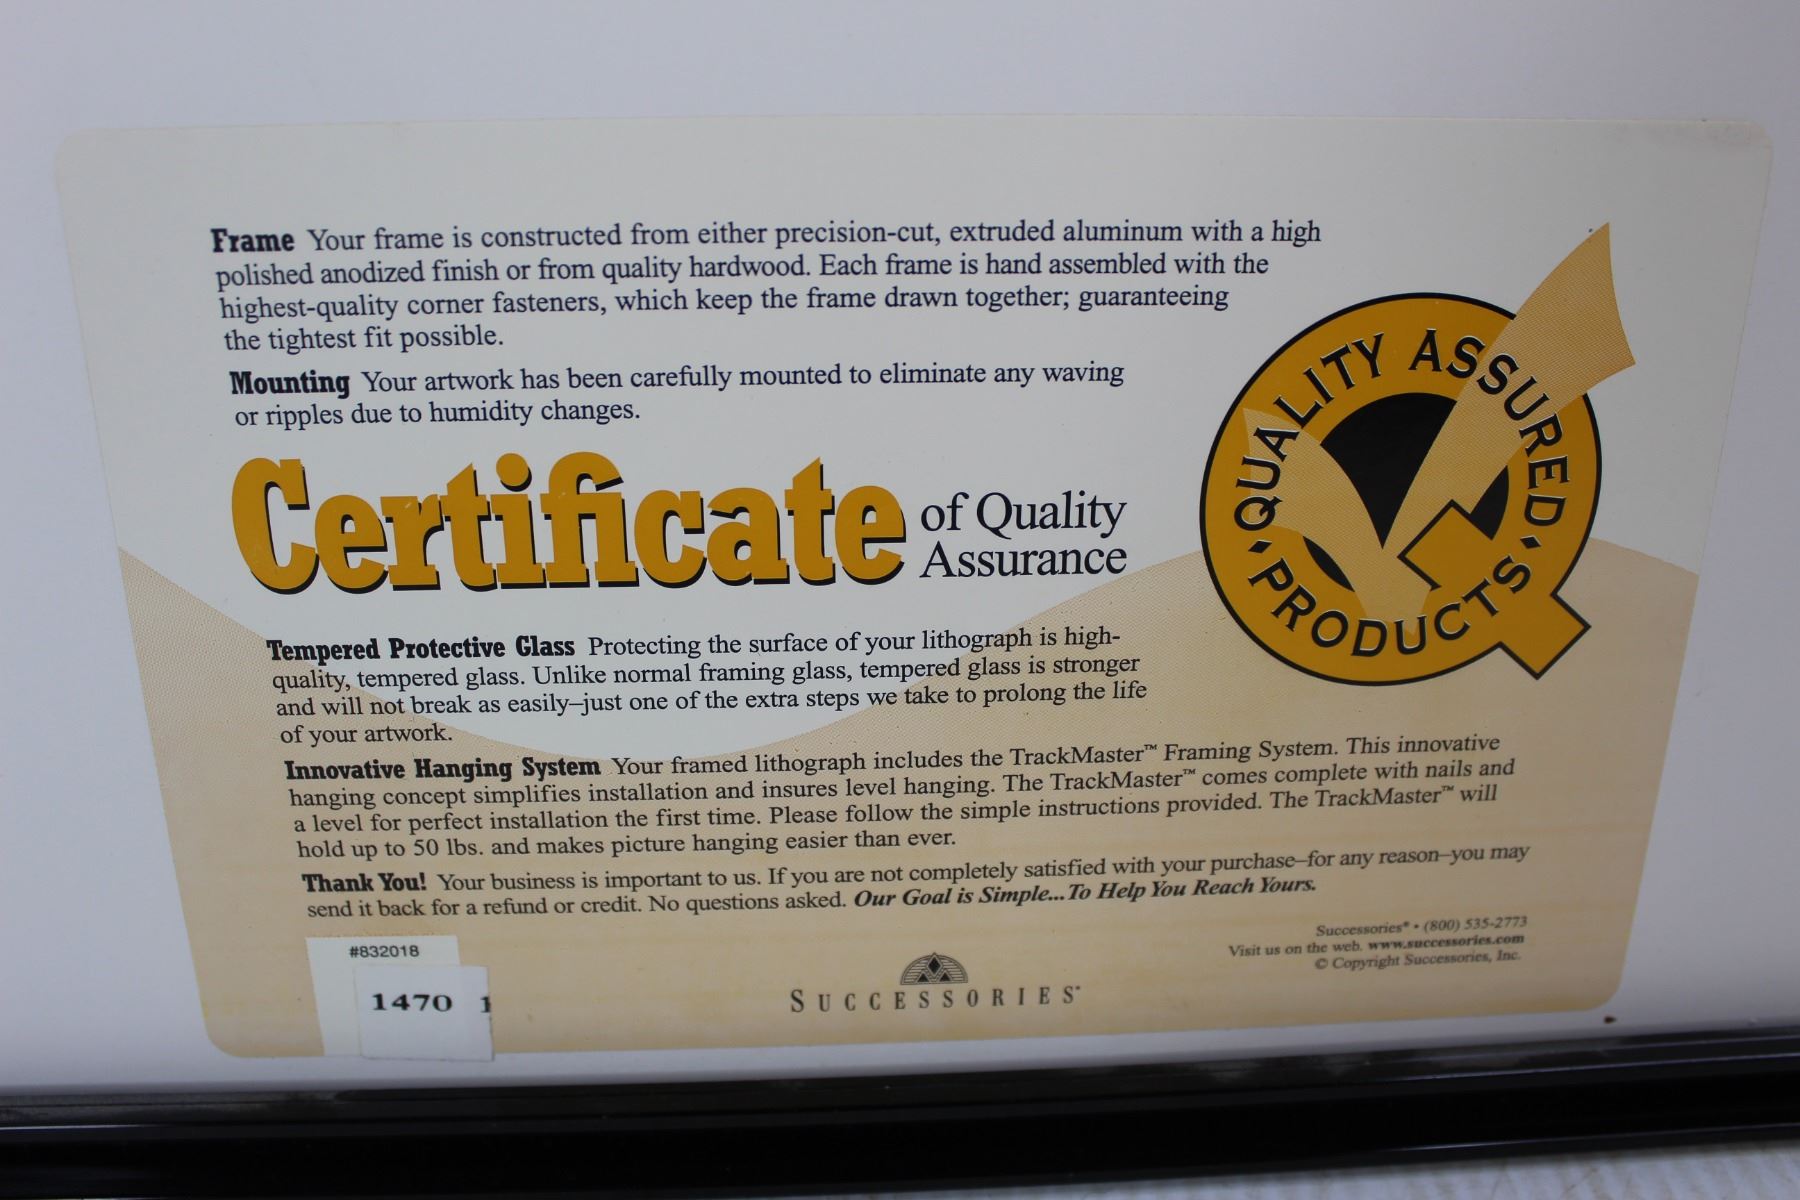 Frame Your frame is constructed from either precision-cut, extruded aluminum with a high
polished anodized finish or from quality hardwood. Each frame is hand assembled with the
highest-quality corner fasteners, which keep the frame drawn together; guaranteeing
the tightest fit possible.
Mounting Your artwork has been carefully mounted to eliminate any waving
or ripples due to humidity changes.
Certificate of Quality
Assurance
QUALITY ASSURED
PRODUCTS
Tempered Protective Glass Protecting the surface of your lithograph is high-
quality, tempered glass. Unlike normal framing glass, tempered glass is stronger
and will not break as easily–just one of the extra steps we take to prolong the life
of your artwork.
Innovative Hanging System Your framed lithograph includes the TrackMaster™ Framing System. This innovative
hanging concept simplifies installation and insures level hanging. The TrackMaster™ comes complete with nails and
a level for perfect installation the first time. Please follow the simple instructions provided. The TrackMaster™ will
hold up to 50 lbs. and makes picture hanging easier than ever.
Thank You! Your business is important to us. If you are not completely satisfied with your purchase–for any reason–you may
send it back for a refund or credit. No questions asked. Our Goal is Simple...To Help You Reach Yours.
Successories® • (800) 535-2773
Visit us on the web. www.successories.com
© Copyright Successories, Inc.
#832018
1470 1
SUCCESSORIES